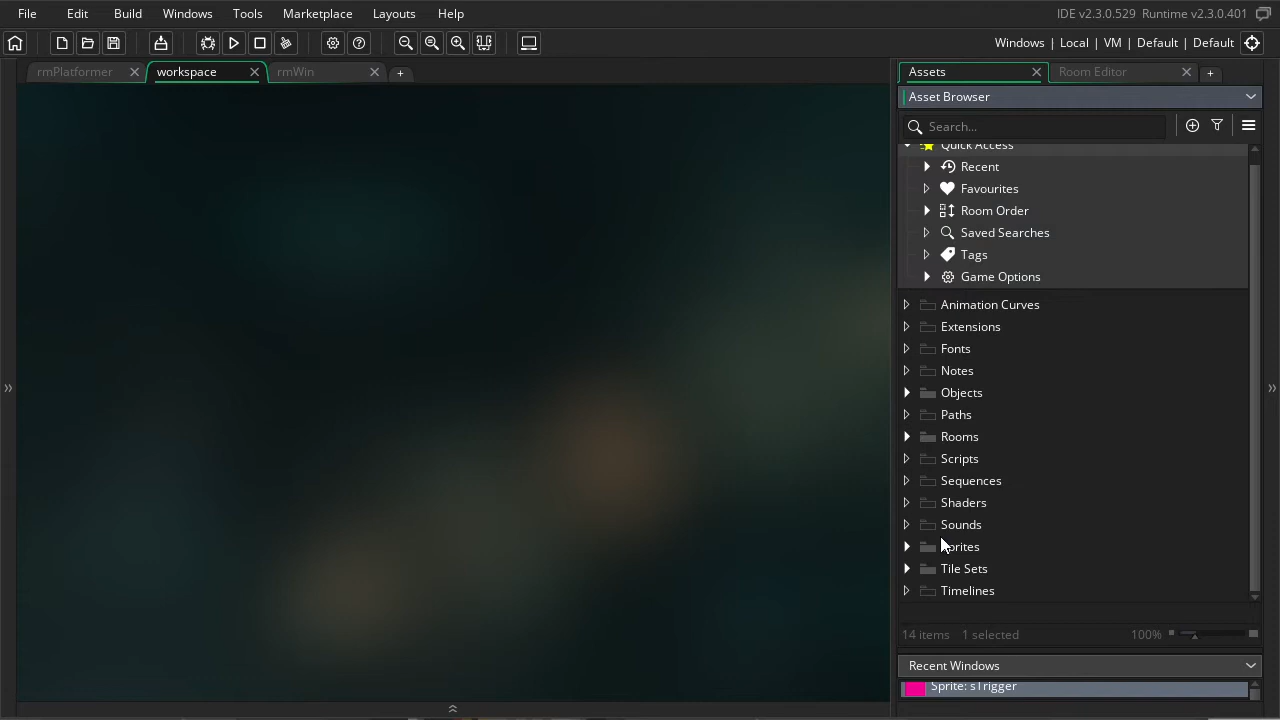 File Edit Build Windows Tools Marketplace Layouts Help IDE v2.3.0.529 Runtime v2.3.0.401
Windows | Local | VM | Default | Default
rmPlatformer workspace rmWin Assets Room Editor
Asset Browser
Search...
Quick Access
Recent
Favourites
Room Order
Saved Searches
Tags
Game Options
Animation Curves
Extensions
Fonts
Notes
Objects
Paths
Rooms
Scripts
Sequences
Shaders
Sounds
Sprites
Tile Sets
Timelines
14 items 1 selected 100%
Recent Windows
Sprite: sTrigger